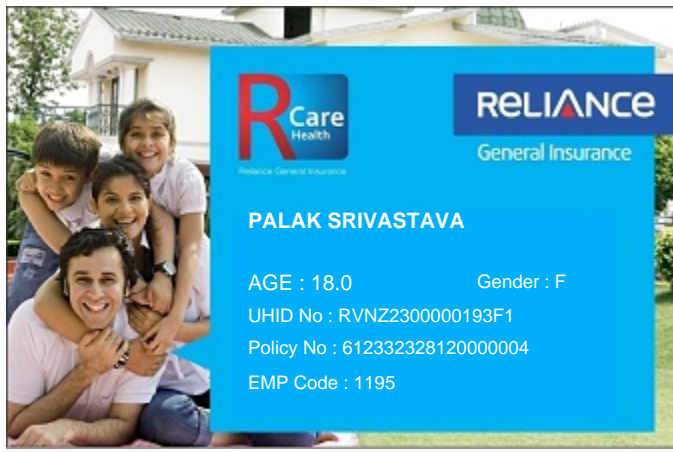 R Care
Health
Reliance General Insurance
RELIANCE
General Insurance
PALAK SRIVASTAVA
AGE : 18.0 Gender : F
UHID No : RVNZ2300000193F1
Policy No : 612332328120000004
EMP Code : 1195